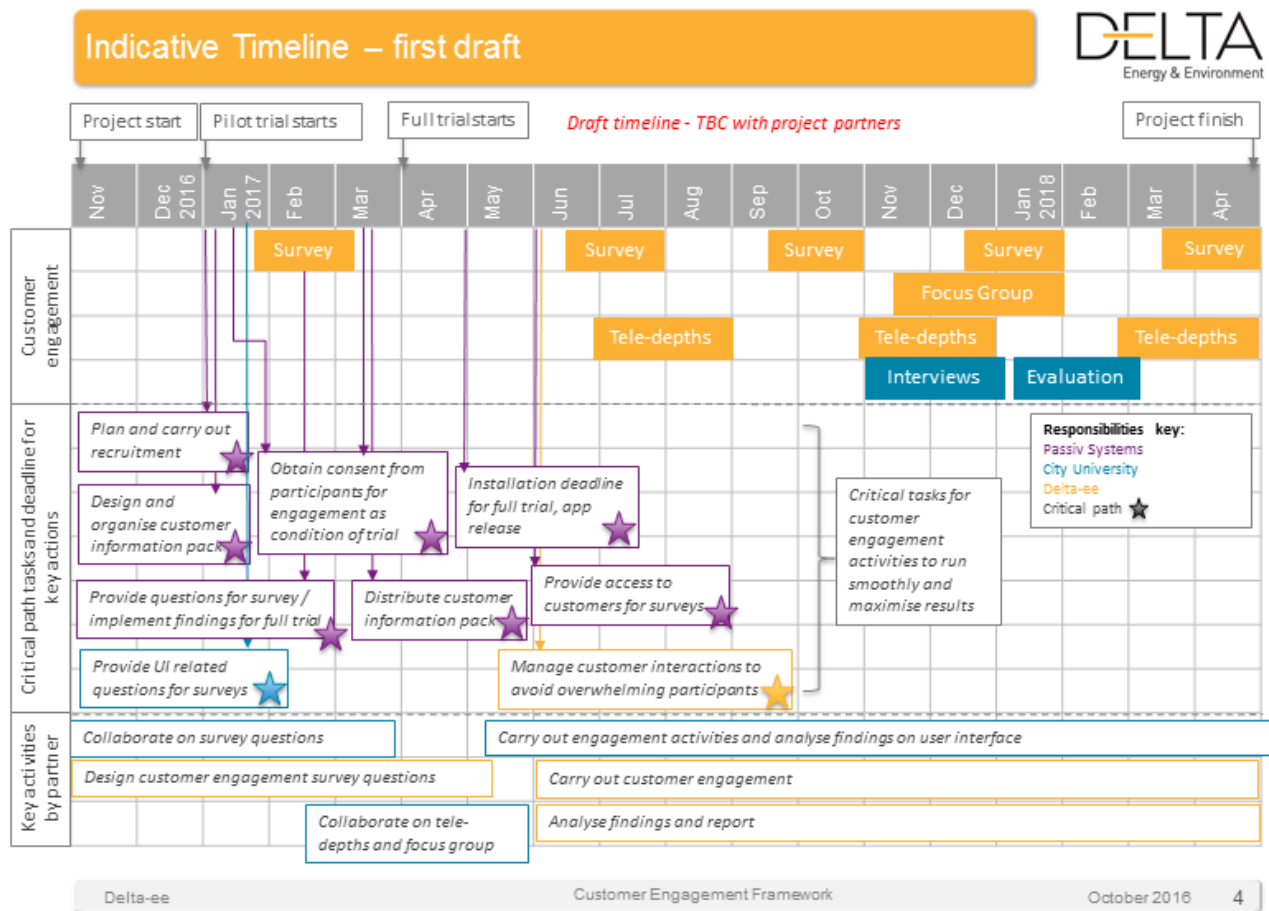 Indicative Timeline – first draft
DELTA
Energy & Environment
Project start
Pilot trial starts
Full trial starts
Draft timeline - TBC with project partners
Project finish
Nov
Dec
2016
Jan
2017
Feb
Mar
Apr
May
Jun
Jul
Aug
Sep
Oct
Nov
Dec
Jan
2018
Feb
Mar
Apr
Customer
engagement
Survey
Survey
Survey
Survey
Survey
Focus Group
Tele-depths
Tele-depths
Tele-depths
Interviews
Evaluation
Critical path tasks and deadline for
key actions
Plan and carry out
recruitment
Design and
organise customer
information pack
Obtain consent from
participants for
engagement as
condition of trial
Installation deadline
for full trial, app
release
Provide questions for survey /
implement findings for full trial
Distribute customer
information pack
Provide access to
customers for surveys
Provide UI related
questions for surveys
Manage customer interactions to
avoid overwhelming participants
Critical tasks for
customer
engagement
activities to run
smoothly and
maximise results
Responsibilities key:
Passiv Systems
City University
Delta-ee
Critical path
Key activities
by partner
Collaborate on survey questions
Carry out engagement activities and analyse findings on user interface
Design customer engagement survey questions
Carry out customer engagement
Collaborate on tele-
depths and focus group
Analyse findings and report
Delta-ee
Customer Engagement Framework
October 2016
4